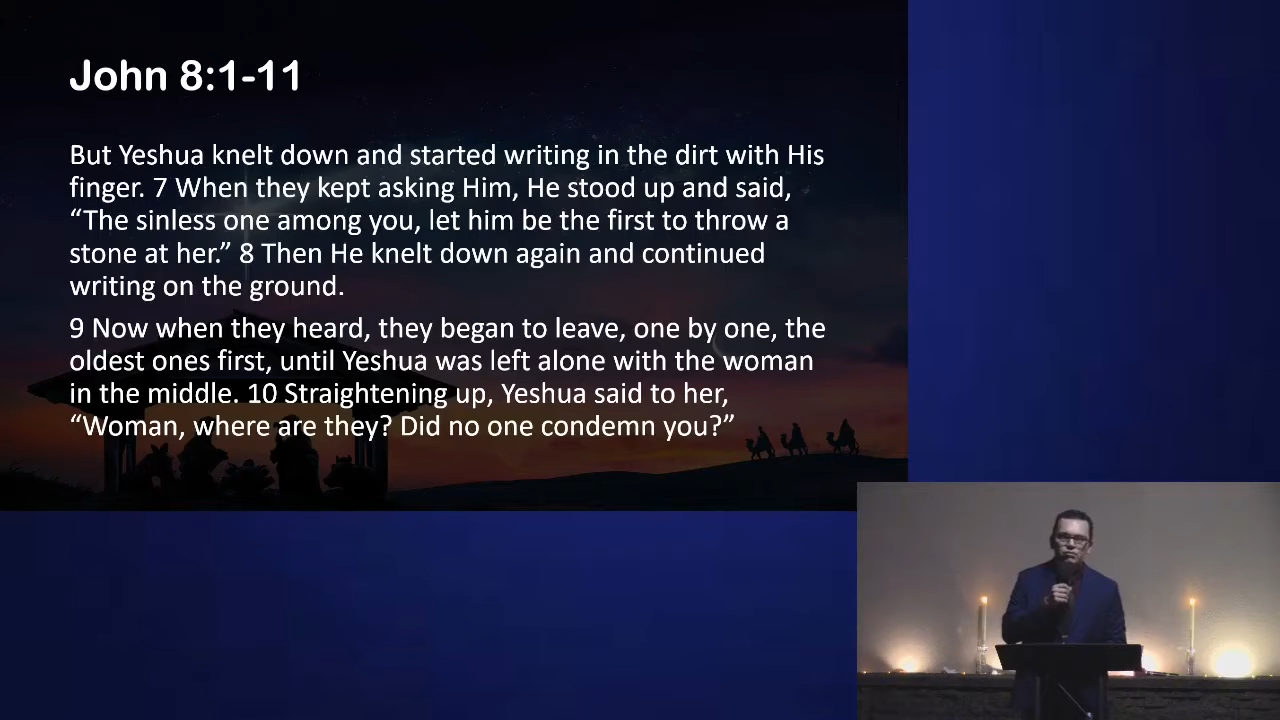 John 8:1-11
But Yeshua knelt down and started writing in the dirt with His
finger. 7 When they kept asking Him, He stood up and said,
“The sinless one among you, let him be the first to throw a
stone at her.” 8 Then He knelt down again and continued
writing on the ground.
9 Now when they heard, they began to leave, one by one, the
oldest ones first, until Yeshua was left alone with the woman
in the middle. 10 Straightening up, Yeshua said to her,
“Woman, where are they? Did no one condemn you?”